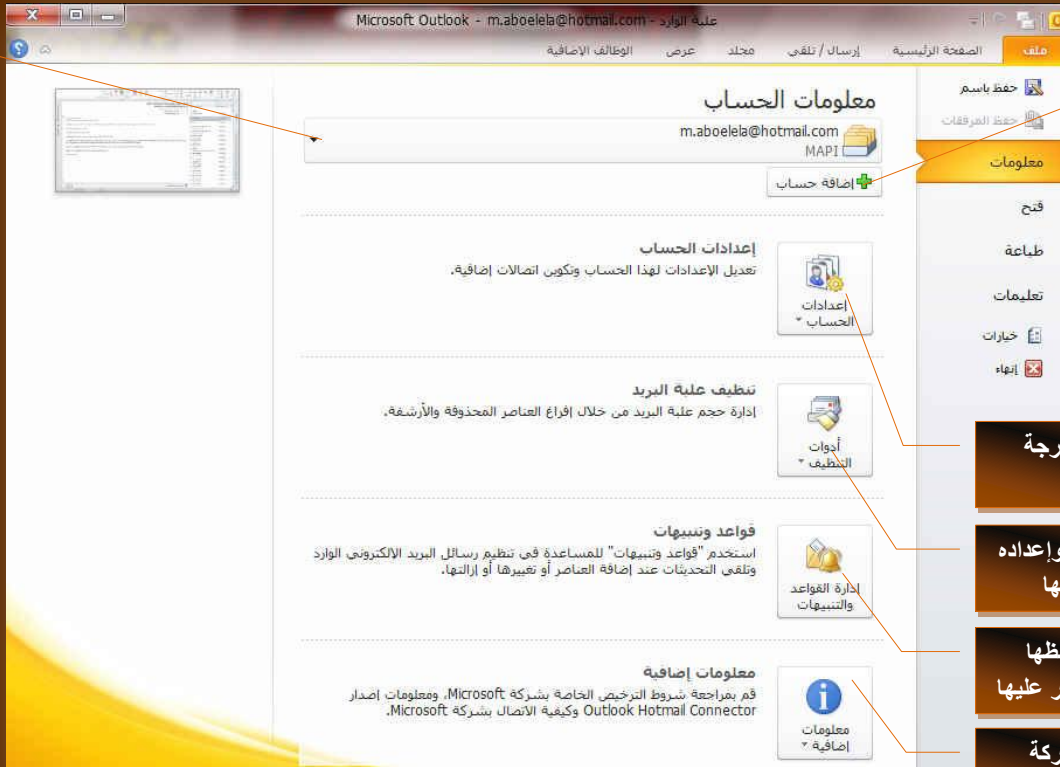 علبة الوارد - m.aboelela@hotmail.com - Microsoft Outlook
ملف
الصفحة الرئيسية
إرسال / تلقي
مجلد
عرض
الوظائف الإضافية
حفظ باسم
حفظ المرفقات
معلومات
فتح
طباعة
تعليمات
خيارات
إنهاء
معلومات الحساب
m.aboelela@hotmail.com
MAPI
إضافة حساب
إعدادات الحساب
تعديل الإعدادات لهذا الحساب وتكوين اتصالات إضافية.
إعدادات
الحساب
تنظيف علبة البريد
إدارة حجم علبة البريد من خلال إفراغ العناصر المحذوفة والأرشفة.
أدوات
التنظيف
قواعد وتنبيهات
استخدم "قواعد وتنبيهات" للمساعدة في تنظيم رسائل البريد الإلكتروني الوارد
وتلقي التحديثات عند إضافة العناصر أو تغييرها أو إزالتها.
إدارة القواعد
والتنبيهات
معلومات إضافية
قم بمراجعة شروط الترخيص الخاصة بشركة Microsoft، ومعلومات إصدار
Outlook Hotmail Connector وكيفية الاتصال بشركة Microsoft.
معلومات
إضافية
وإعداده
عليها